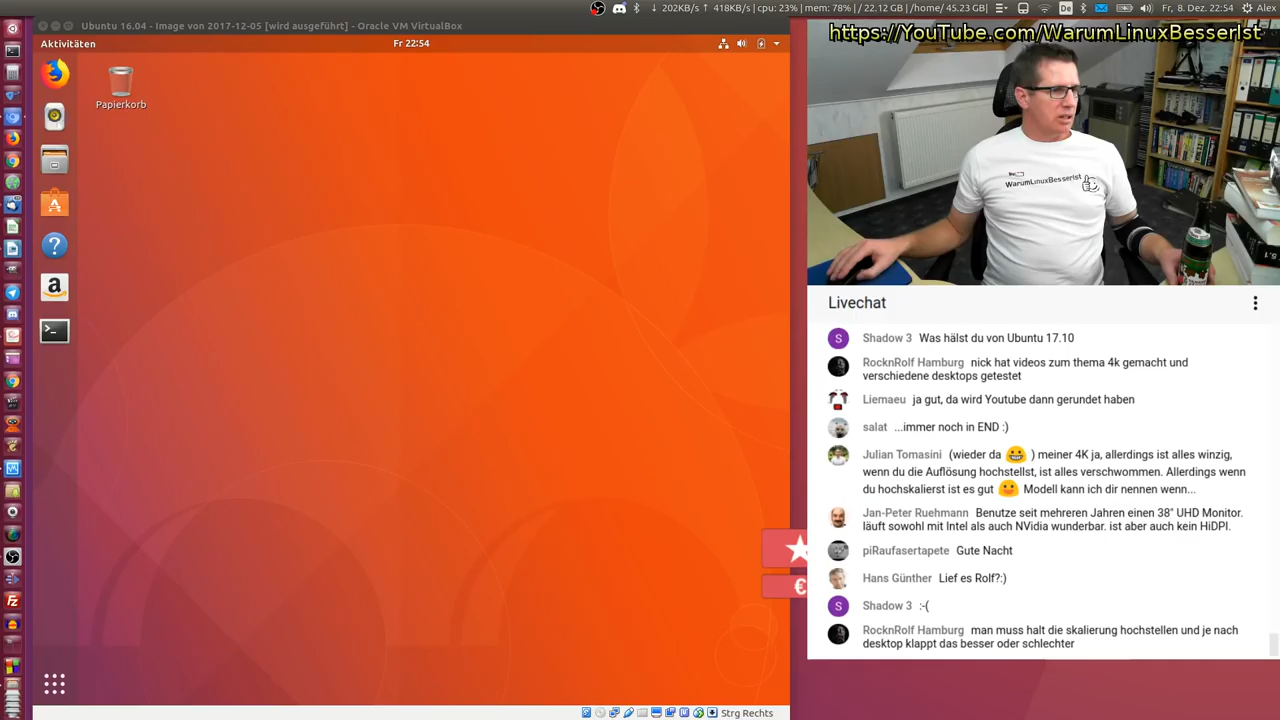 202KB/s ↑ 418KB/s | cpu: 23% | mem: 78% | / 22.12 GB | /home/ 45.23 GB |
De
Fr, 8. Dez. 22:54
Alex
Ubuntu 16.04 - Image von 2017-12-05 [wird ausgeführt] - Oracle VM VirtualBox
https://YouTube.com/WarumLinuxBesserIst
Aktivitäten
Fr 22:54
Papierkorb
WarumLinuxBesserIst
5.1
Livechat
S
Shadow 3 Was hälst du von Ubuntu 17.10
RocknRolf Hamburg nick hat videos zum thema 4k gemacht und
verschiedene desktops getestet
Liemaeu ja gut, da wird Youtube dann gerundet haben
salat ...immer noch in END :)
Julian Tomasini (wieder da 😁 ) meiner 4K ja, allerdings ist alles winzig,
wenn du die Auflösung hochstellst, ist alles verschwommen. Allerdings wenn
du hochskalierst ist es gut 😛 Modell kann ich dir nennen wenn...
Jan-Peter Ruehmann Benutze seit mehreren Jahren einen 38" UHD Monitor.
läuft sowohl mit Intel als auch NVidia wunderbar. ist aber auch kein HiDPI.
piRaufasertapete Gute Nacht
Hans Günther Lief es Rolf?:)
S
Shadow 3 :-(
RocknRolf Hamburg man muss halt die skalierung hochstellen und je nach
desktop klappt das besser oder schlechter
€
Strg Rechts